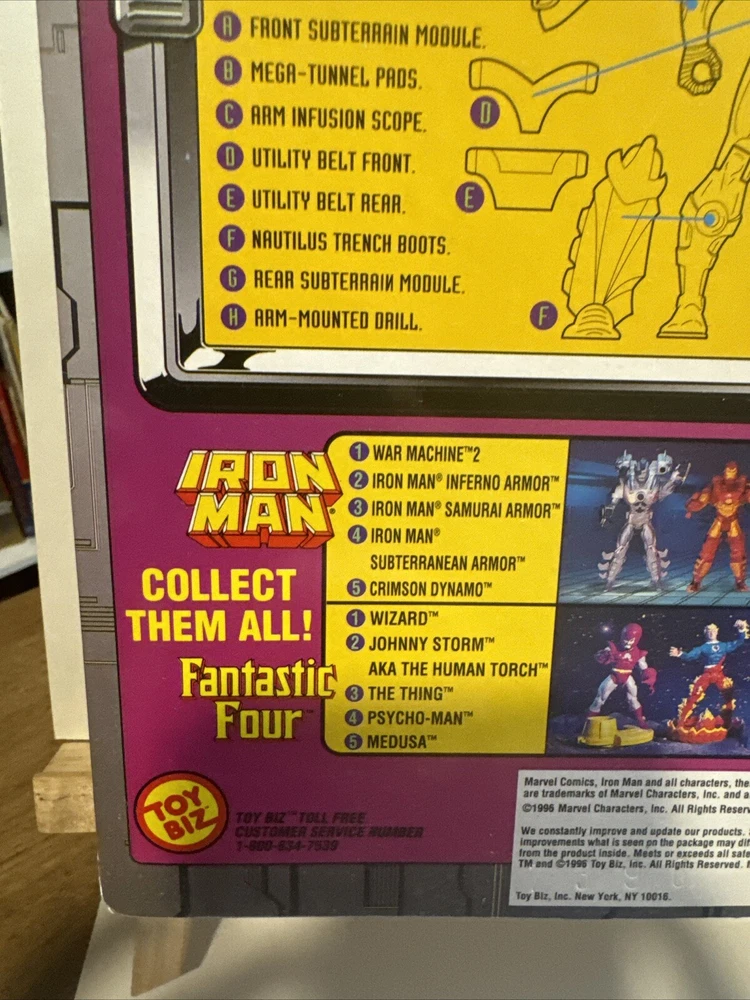 A FRONT SUBTERRAIN MODULE.
B MEGA-TUNNEL PADS.
C ARM INFUSION SCOPE.
D UTILITY BELT FRONT.
E UTILITY BELT REAR.
F NAUTILUS TRENCH BOOTS.
G REAR SUBTERRAIN MODULE.
H ARM-MOUNTED DRILL.
D
E
F
IRON
MAN®
COLLECT
THEM ALL!
Fantastic
Four™
1 WAR MACHINE™2
2 IRON MAN® INFERNO ARMOR™
3 IRON MAN® SAMURAI ARMOR™
4 IRON MAN®
SUBTERRANEAN ARMOR™
5 CRIMSON DYNAMO™
1 WIZARD™
2 JOHNNY STORM™
AKA THE HUMAN TORCH™
3 THE THING™
4 PSYCHO-MAN™
5 MEDUSA™
TOY
BIZ
TOY BIZ™ TOLL FREE
CUSTOMER SERVICE NUMBER
1-800-634-7539
Marvel Comics, Iron Man and all characters, the
are trademarks of Marvel Characters, Inc. and a
©1996 Marvel Characters, Inc. All Rights Reserv
We constantly improve and update our products.
improvements what is seen on the package may dif
from the product inside. Meets or exceeds all safe
TM and ©1996 Toy Biz, Inc. All Rights Reserved.
Toy Biz, Inc. New York, NY 10016.